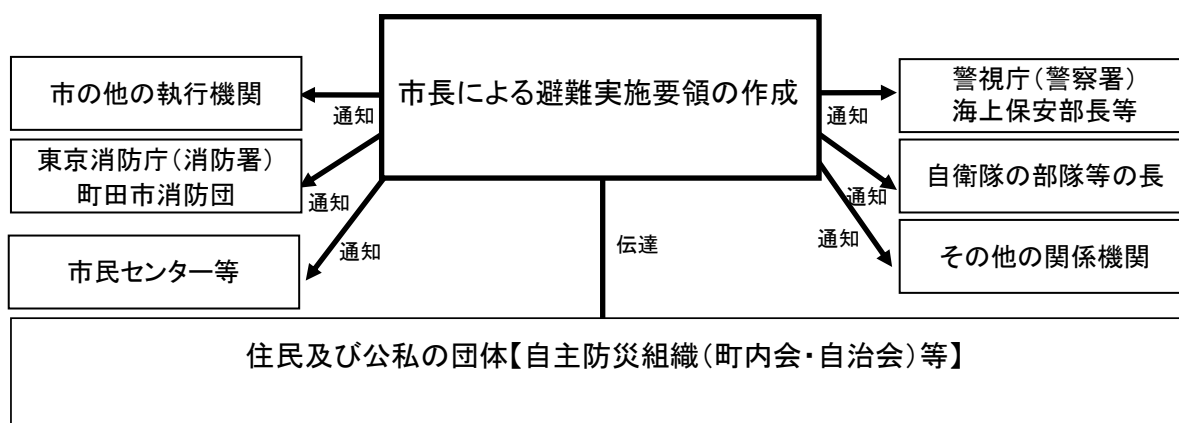 市長による避難実施要領の作成
市の他の執行機関
通知
東京消防庁(消防署)
町田市消防団
通知
市民センター等
通知
警視庁(警察署)
海上保安部長等
通知
自衛隊の部隊等の長
通知
その他の関係機関
通知
伝達
住民及び公私の団体【自主防災組織(町内会・自治会)等】